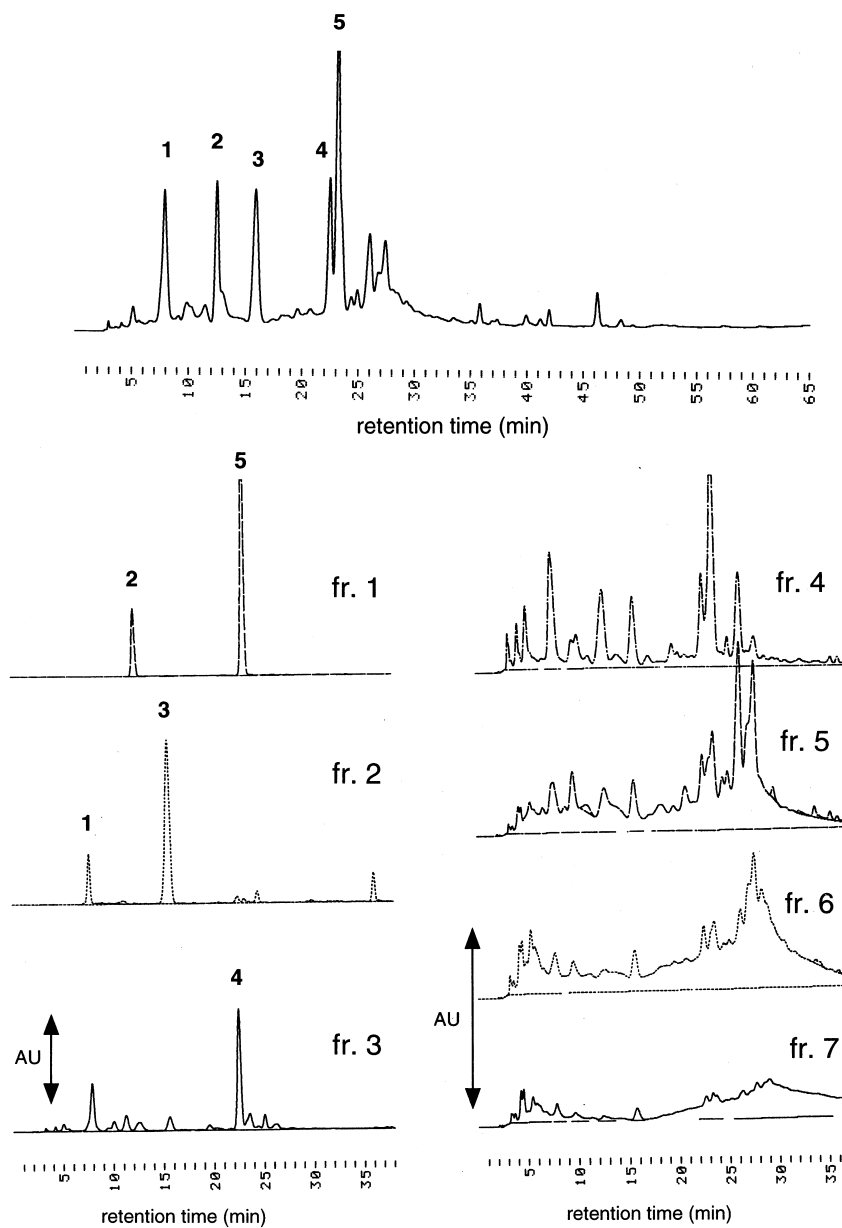 5
1
2
3
4
5 10 15 20 25 30 35 40 45 50 55 60 65
retention time (min)
5
2
fr. 1
3
fr. 2
1
4
AU
fr. 3
5 10 15 20 25 30 35
retention time (min)
fr. 4
fr. 5
fr. 6
AU
fr. 7
5 10 15 20 25 30 35
retention time (min)